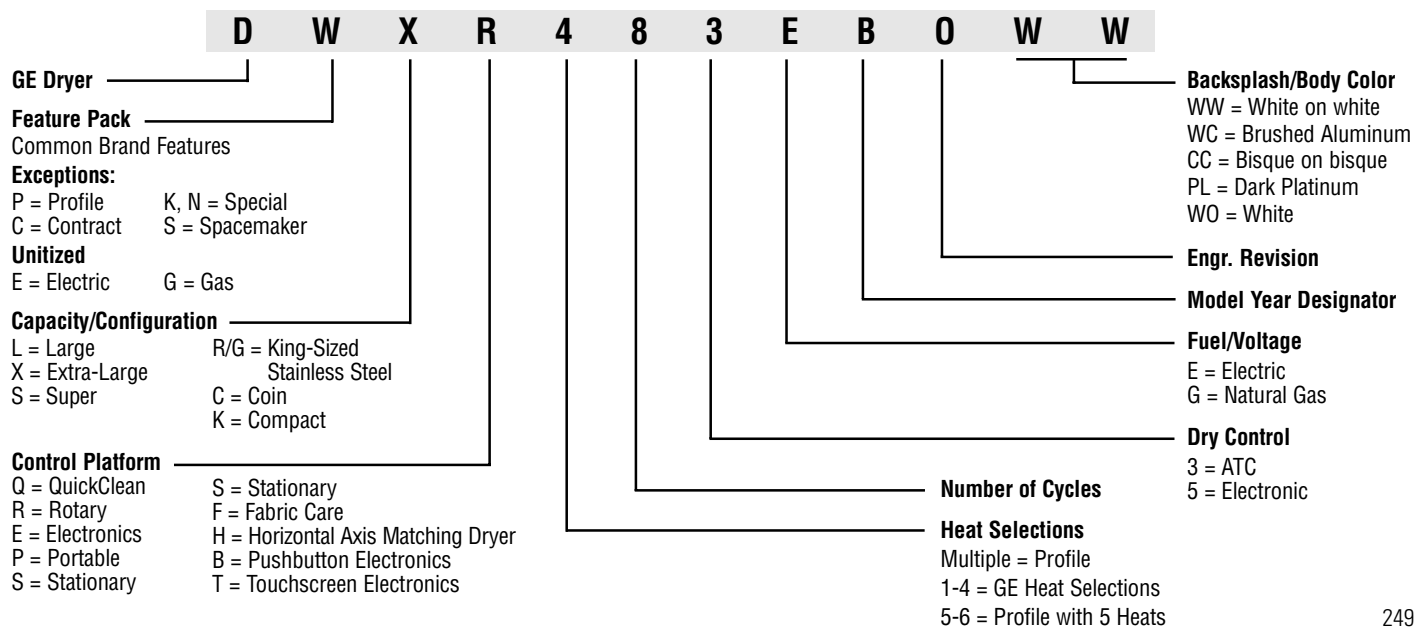 D W X R 4 8 3 E B 0 W W
GE Dryer
Feature Pack
Common Brand Features
Exceptions:
P = Profile K, N = Special
C = Contract S = Spacemaker
Unitized
E = Electric G = Gas
Capacity/Configuration
L = Large R/G = King-Sized
X = Extra-Large Stainless Steel
S = Super C = Coin
K = Compact
Control Platform
Q = QuickClean S = Stationary
R = Rotary F = Fabric Care
E = Electronics H = Horizontal Axis Matching Dryer
P = Portable B = Pushbutton Electronics
S = Stationary T = Touchscreen Electronics
Backsplash/Body Color
WW = White on white
WC = Brushed Aluminum
CC = Bisque on bisque
PL = Dark Platinum
WO = White
Engr. Revision
Model Year Designator
Fuel/Voltage
E = Electric
G = Natural Gas
Dry Control
3 = ATC
5 = Electronic
Number of Cycles
Heat Selections
Multiple = Profile
1-4 = GE Heat Selections
5-6 = Profile with 5 Heats
249